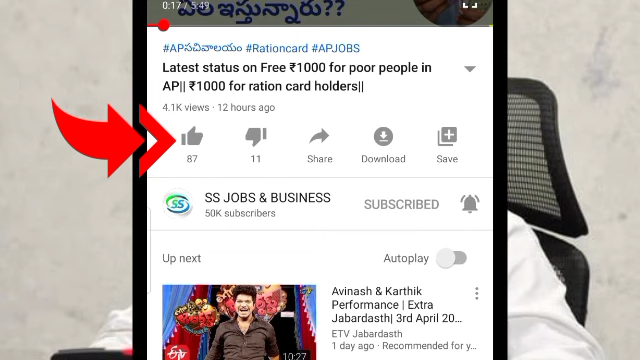 ఎలా ఇస్తున్నారు??
0:17 / 5:49
#APసచివాలయం #Rationcard #APJOBS
Latest status on Free ₹1000 for poor people in
AP|| ₹1000 for ration card holders||
4.1K views · 12 hours ago
87
11
Share
Download
Save
SS
SS JOBS & BUSINESS
50K subscribers
SUBSCRIBED
Up next
Autoplay
10:27
Avinash & Karthik
Performance | Extra
Jabardasth| 3rd April 20...
ETV Jabardasth
1 day ago · Recommended for y...